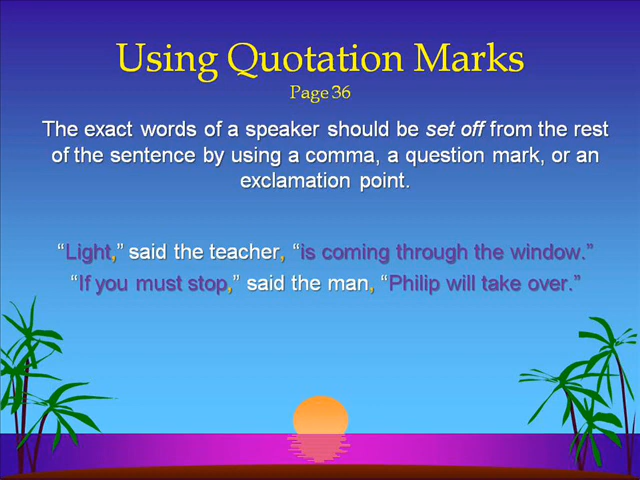 Using Quotation Marks
Page 36
The exact words of a speaker should be set off from the rest
of the sentence by using a comma, a question mark, or an
exclamation point.
“Light,” said the teacher, “is coming through the window.”
“If you must stop,” said the man, “Philip will take over.”